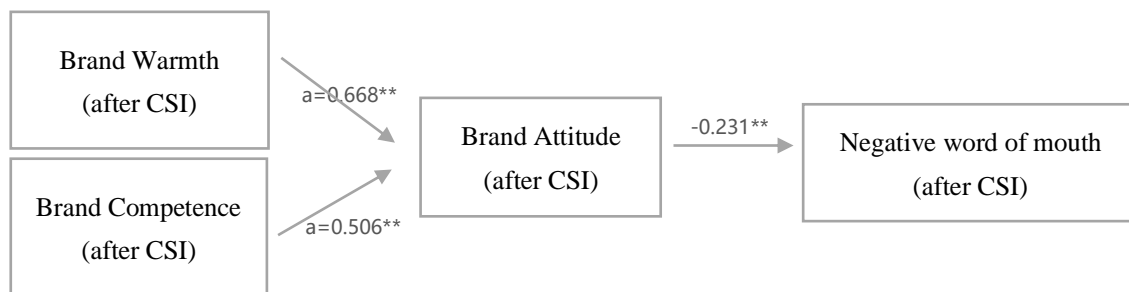 Brand Warmth
(after CSI)
a=0.668**
Brand Competence
(after CSI)
a=0.506**
Brand Attitude
(after CSI)
-0.231**
Negative word of mouth
(after CSI)